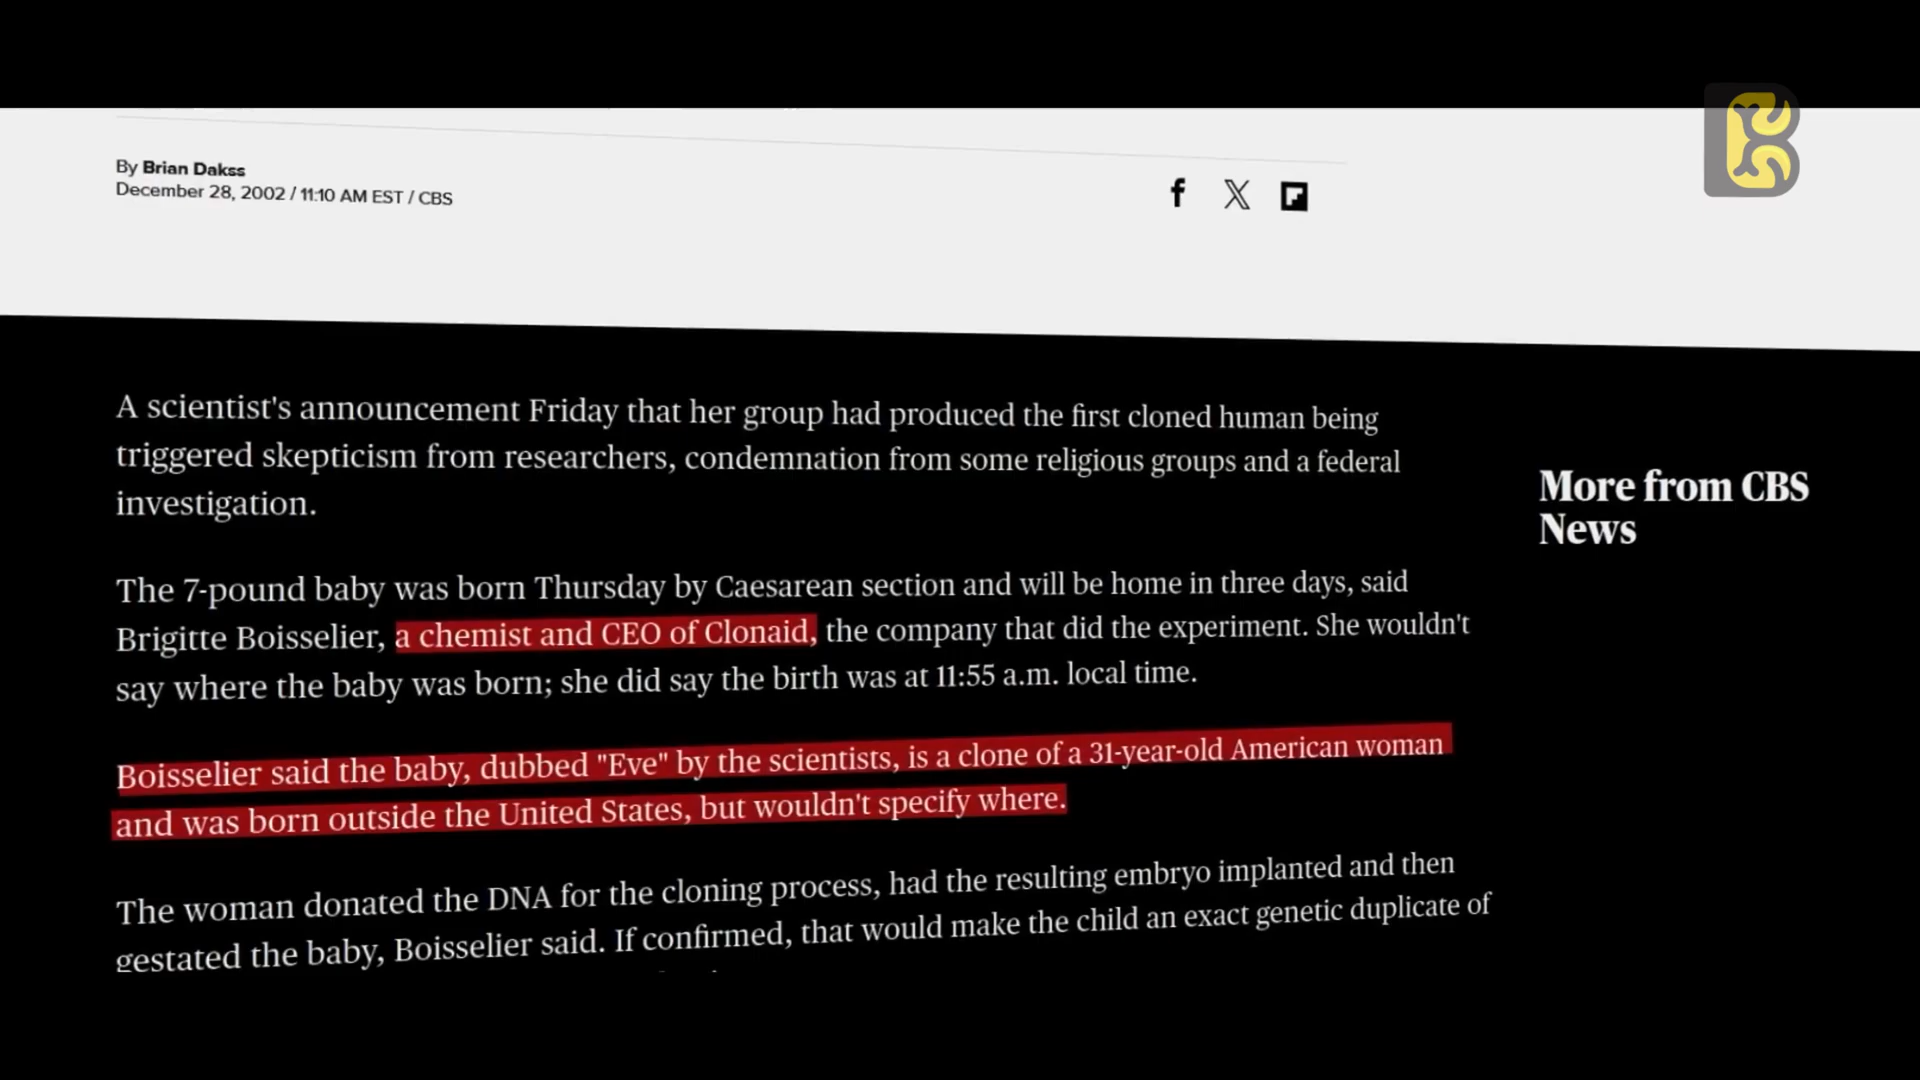 By Brian Dakss
December 28, 2002 / 11:10 AM EST / CBS
A scientist's announcement Friday that her group had produced the first cloned human being
triggered skepticism from researchers, condemnation from some religious groups and a federal
investigation.
More from CBS
News
The 7-pound baby was born Thursday by Caesarean section and will be home in three days, said
Brigitte Boisselier, a chemist and CEO of Clonaid, the company that did the experiment. She wouldn't
say where the baby was born; she did say the birth was at 11:55 a.m. local time.
Boisselier said the baby, dubbed "Eve" by the scientists, is a clone of a 31-year-old American woman
and was born outside the United States, but wouldn't specify where.
The woman donated the DNA for the cloning process, had the resulting embryo implanted and then
gestated the baby, Boisselier said. If confirmed, that would make the child an exact genetic duplicate of